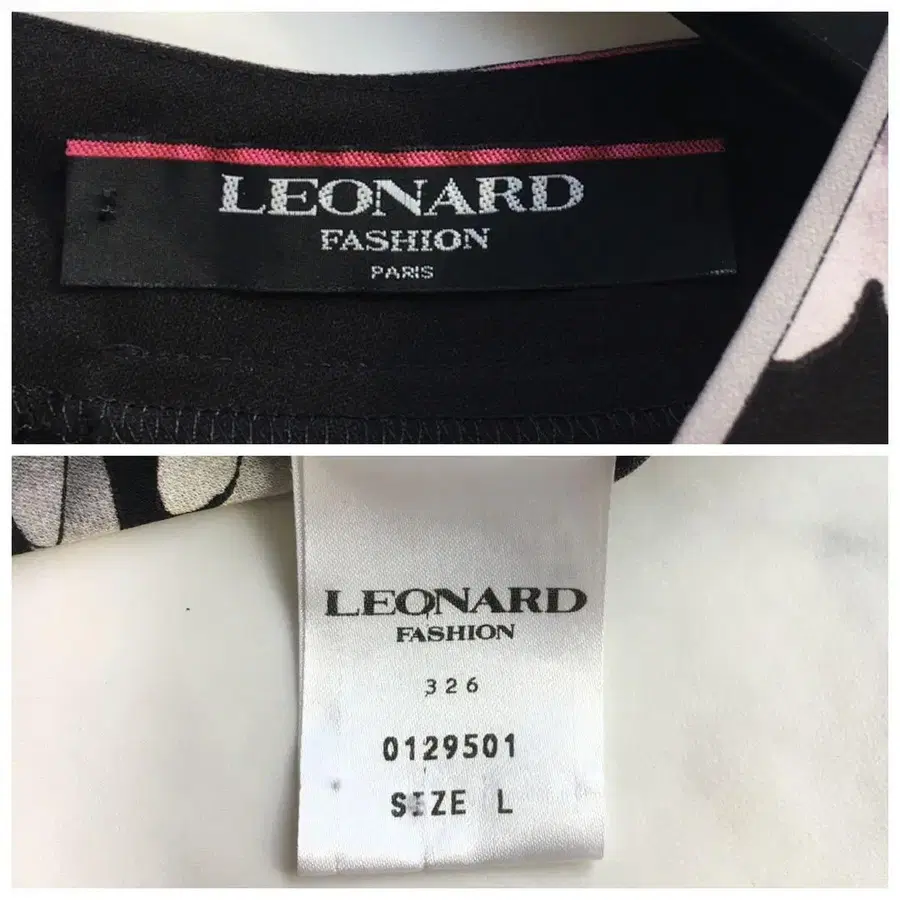 LEONARD
FASHION
PARIS
LEONARD
FASHION
326
0129501
SIZE L